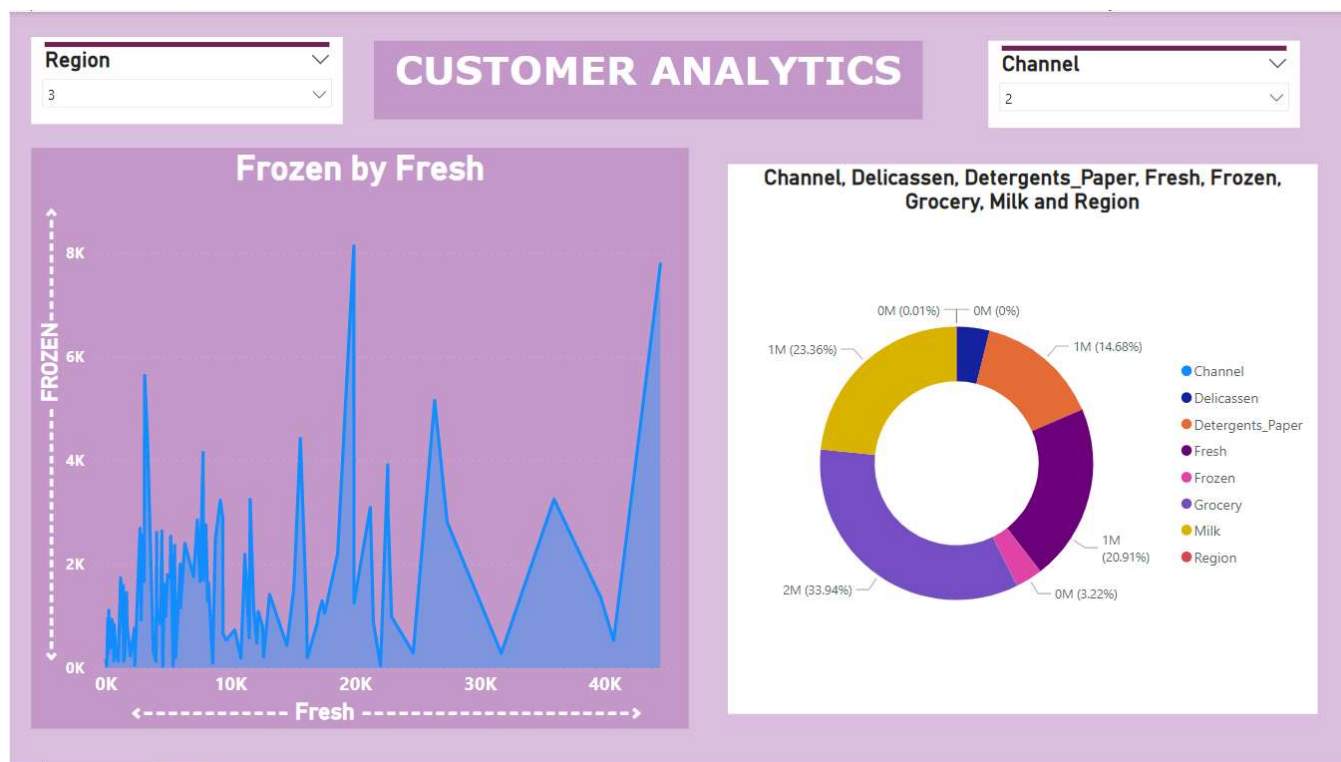 Region
3
CUSTOMER ANALYTICS
Channel
2
Frozen by Fresh
FROZEN
8K
6K
4K
2K
0K
0K 10K 20K 30K 40K
Fresh
Channel, Delicassen, Detergents_Paper, Fresh, Frozen,
Grocery, Milk and Region
0M (0.01%)
0M (0%)
1M (23.36%)
1M (14.68%)
1M
(20.91%)
2M (33.94%)
0M (3.22%)
Channel
Delicassen
Detergents_Paper
Fresh
Frozen
Grocery
Milk
Region